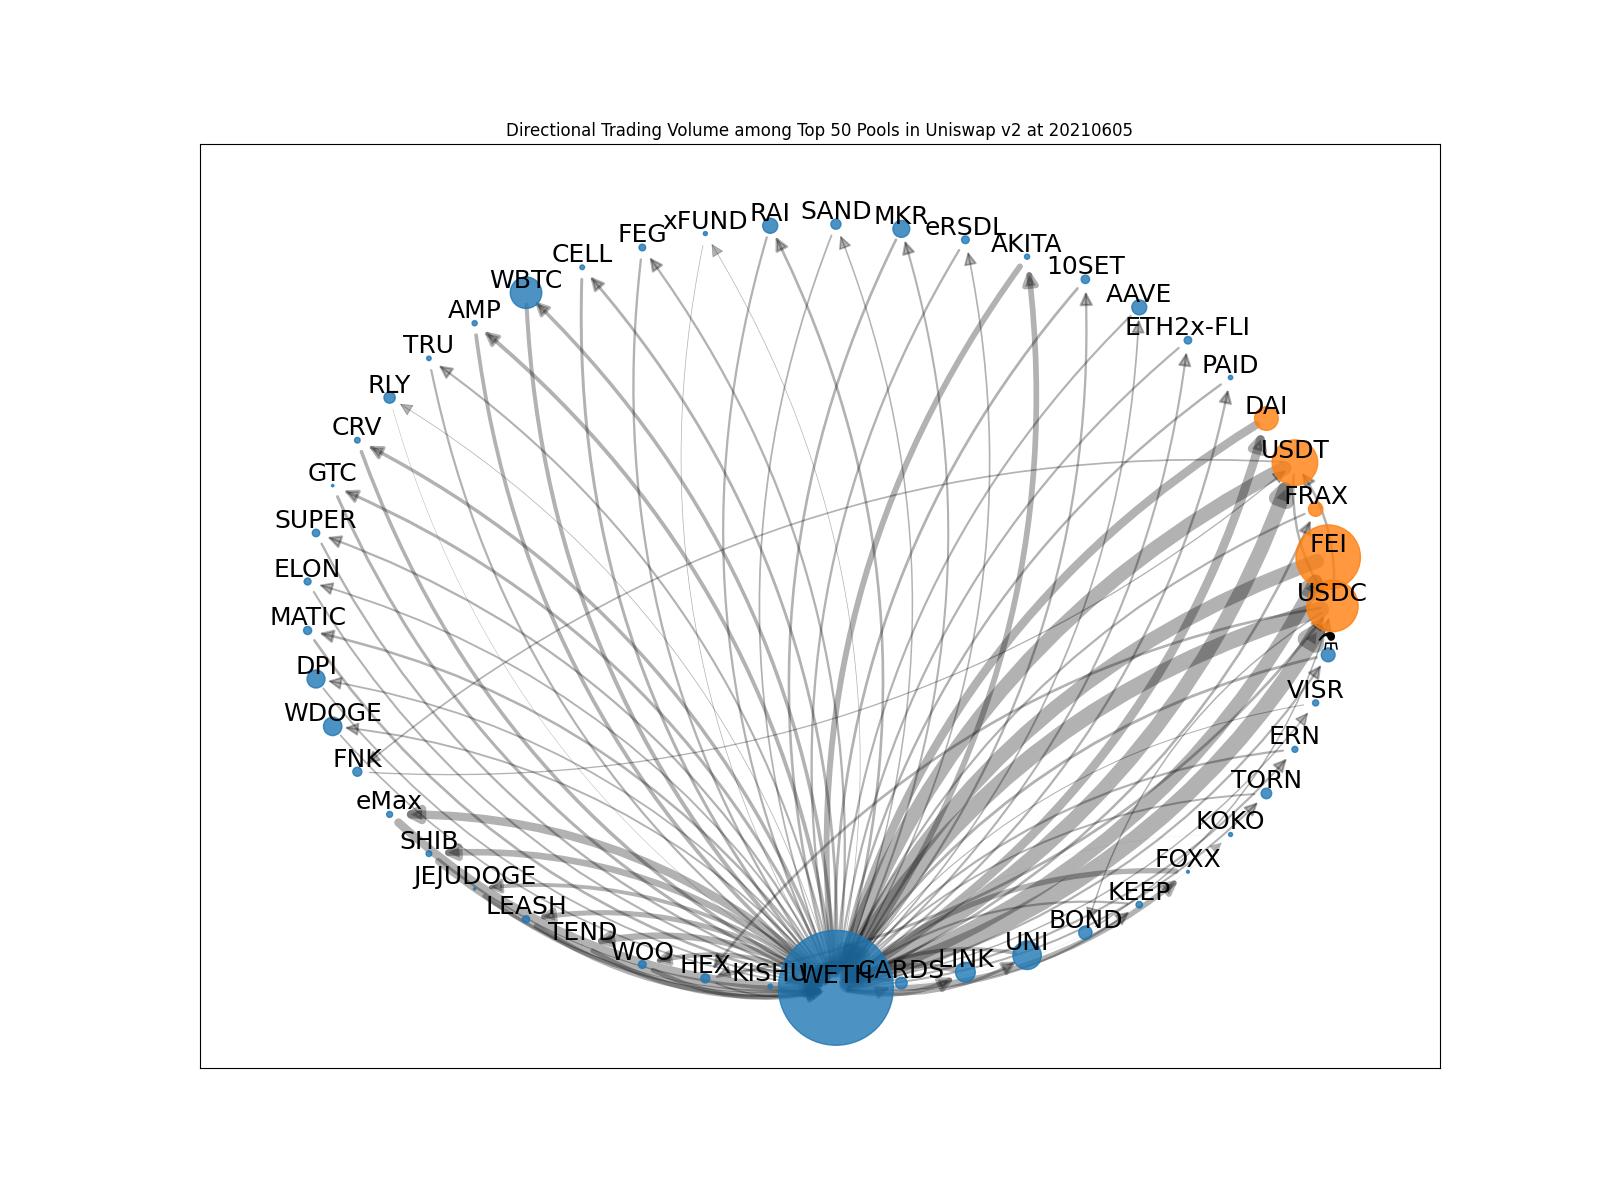 Directional Trading Volume among Top 50 Pools in Uniswap v2 at 20210605
SAND
RAI
MKR
xFUND
eRSDL
FEG
AKITA
CELL
10SET
WBTC
AAVE
AMP
ETH2x-FLI
TRU
PAID
RLY
DAI
CRV
USDT
GTC
FRAX
SUPER
FEI
ELON
USDC
MATIC
DPI
VISR
WDOGE
ERN
FNK
TORN
eMax
KOKO
SHIB
FOXX
JEJUDOGE
KEEP
LEASH
BOND
TEND
UNI
WOO
LINK
HEX
CARDS
KISHU
WETH